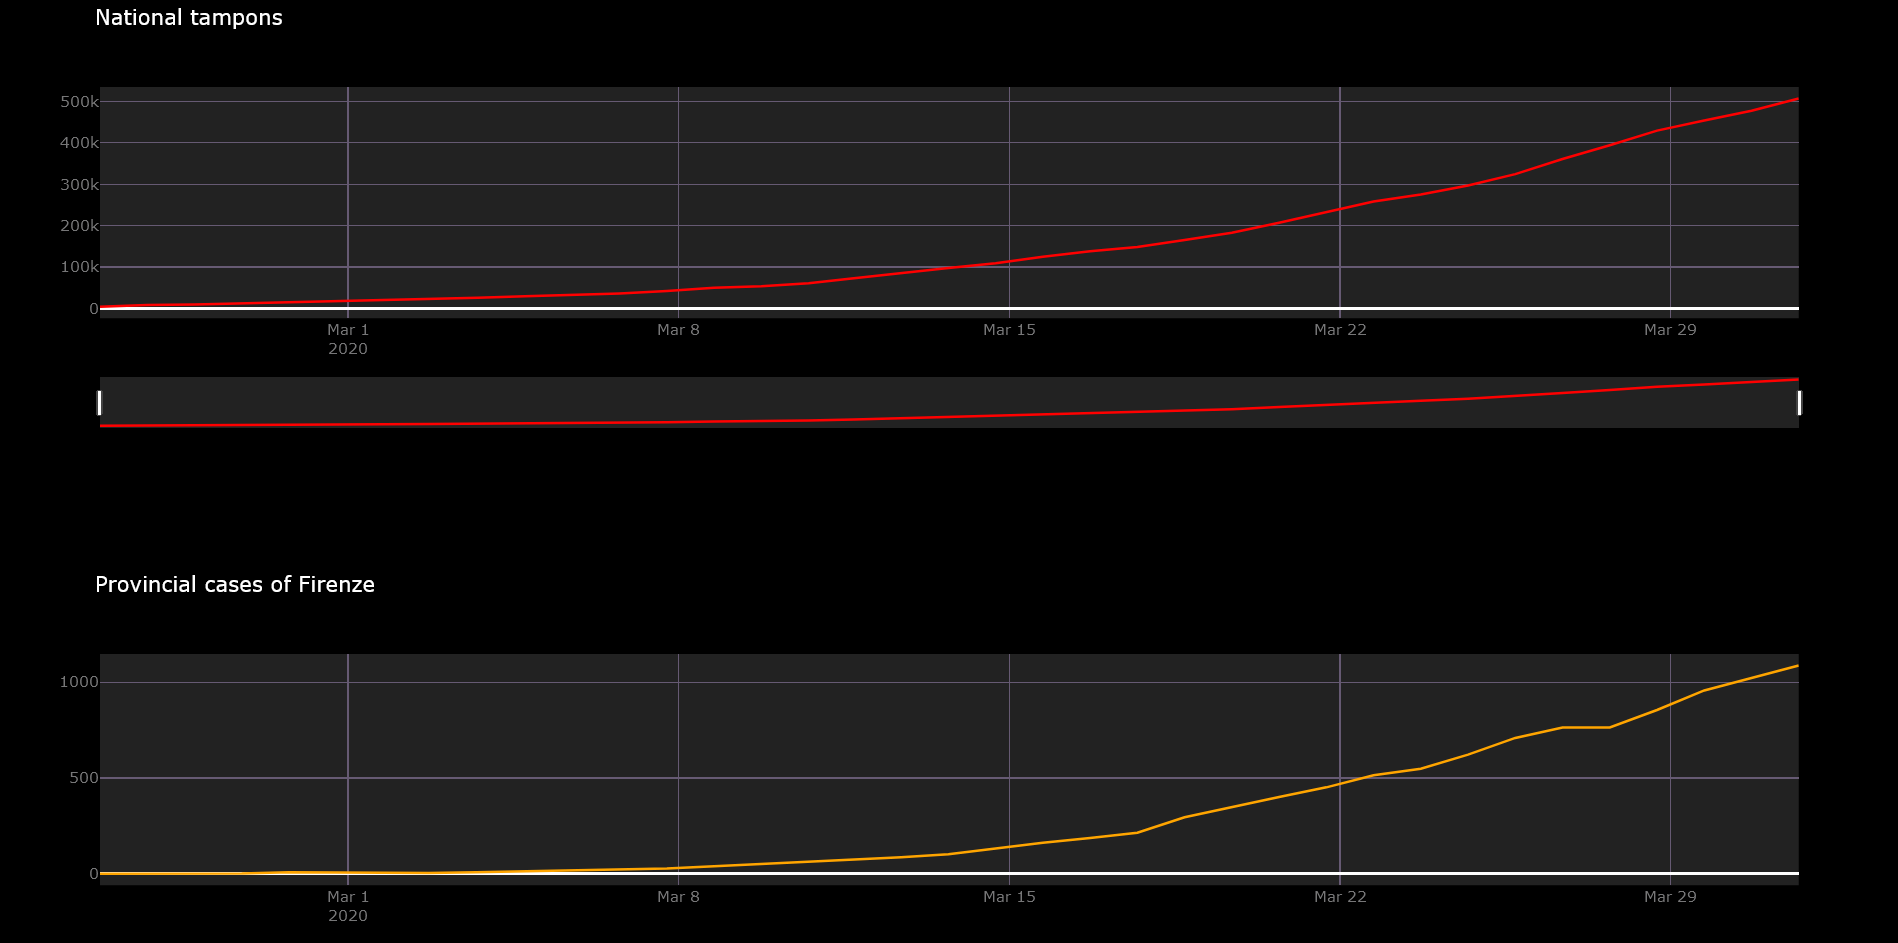 National tampons
500k
400k
300k
200k
100k
0
Mar 1 Mar 8 Mar 15 Mar 22 Mar 29
2020
Provincial cases of Firenze
1000
500
0
Mar 1 Mar 8 Mar 15 Mar 22 Mar 29
2020